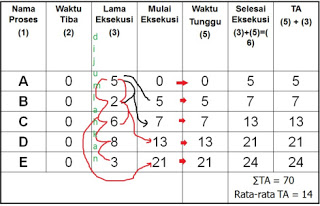 Nama Proses (1) Waktu Tiba (2) Lama Eksekusi (3) Mulai Eksekusi Waktu Tunggu (5) Selesai Eksekusi (3)+(5)=(6) TA (5) + (3)
A 0 5 0 0 5 5
B 0 2 5 5 7 7
C 0 6 7 7 13 13
D 0 8 13 13 21 21
E 0 3 21 21 24 24
dijumlahkan
∑TA = 70
Rata-rata TA = 14